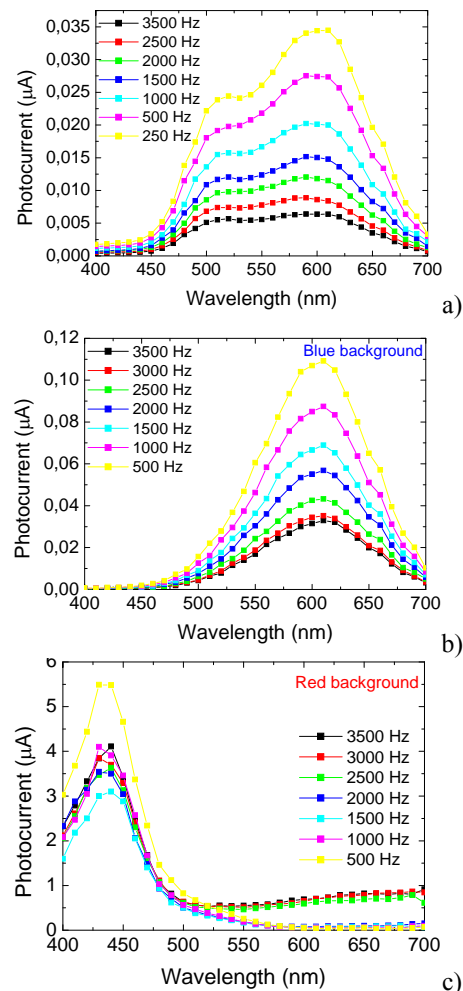 0,035
0,030
0,025
0,020
0,015
0,010
0,005
0,000
Photocurrent (µA)
3500 Hz
2500 Hz
2000 Hz
1500 Hz
1000 Hz
500 Hz
250 Hz
400 450 500 550 600 650 700
Wavelength (nm)
a)
0,12
0,10
0,08
0,06
0,04
0,02
0,00
Photocurrent (µA)
3500 Hz
3000 Hz
2500 Hz
2000 Hz
1500 Hz
1000 Hz
500 Hz
Blue background
400 450 500 550 600 650 700
Wavelength (nm)
b)
6
5
4
3
2
1
0
Photocurrent (µA)
Red background
3500 Hz
3000 Hz
2500 Hz
2000 Hz
1500 Hz
1000 Hz
500 Hz
400 450 500 550 600 650 700
Wavelength (nm)
c)